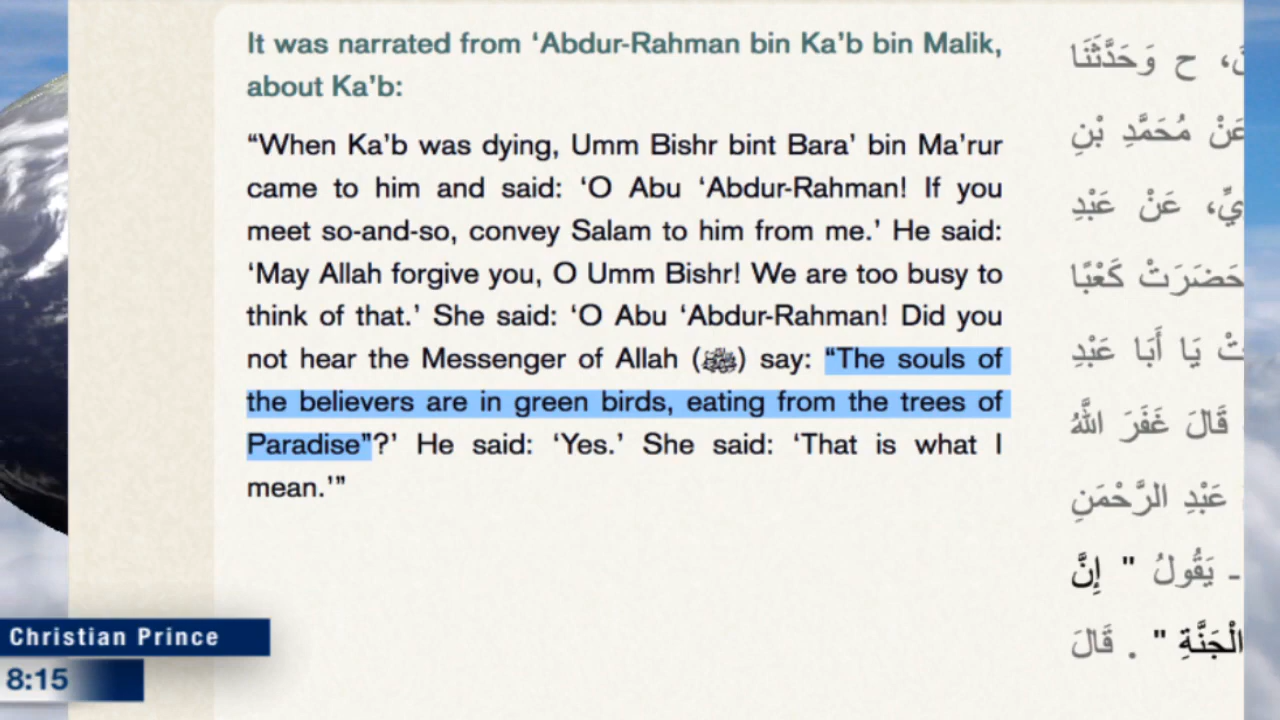 It was narrated from ‘Abdur-Rahman bin Ka’b bin Malik,
about Ka’b:
“When Ka’b was dying, Umm Bishr bint Bara’ bin Ma’rur
came to him and said: ‘O Abu ‘Abdur-Rahman! If you
meet so-and-so, convey Salam to him from me.’ He said:
‘May Allah forgive you, O Umm Bishr! We are too busy to
think of that.’ She said: ‘O Abu ‘Abdur-Rahman! Did you
not hear the Messenger of Allah (ﷺ) say: “The souls of
the believers are in green birds, eating from the trees of
Paradise”?’ He said: ‘Yes.’ She said: ‘That is what I
mean.’”
، ح وَحَدَّثَنَا
عَنْ مُحَمَّدِ بْنِ
يِّ، عَنْ عَبْدِ
حَضَرَتْ كَعْبًا
تْ يَا أَبَا عَبْدِ
قَالَ غَفَرَ اللَّهُ
عَبْدِ الرَّحْمَنِ
ـ يَقُولُ " إِنَّ
الْجَنَّةِ " . قَالَ
Christian Prince
8:15